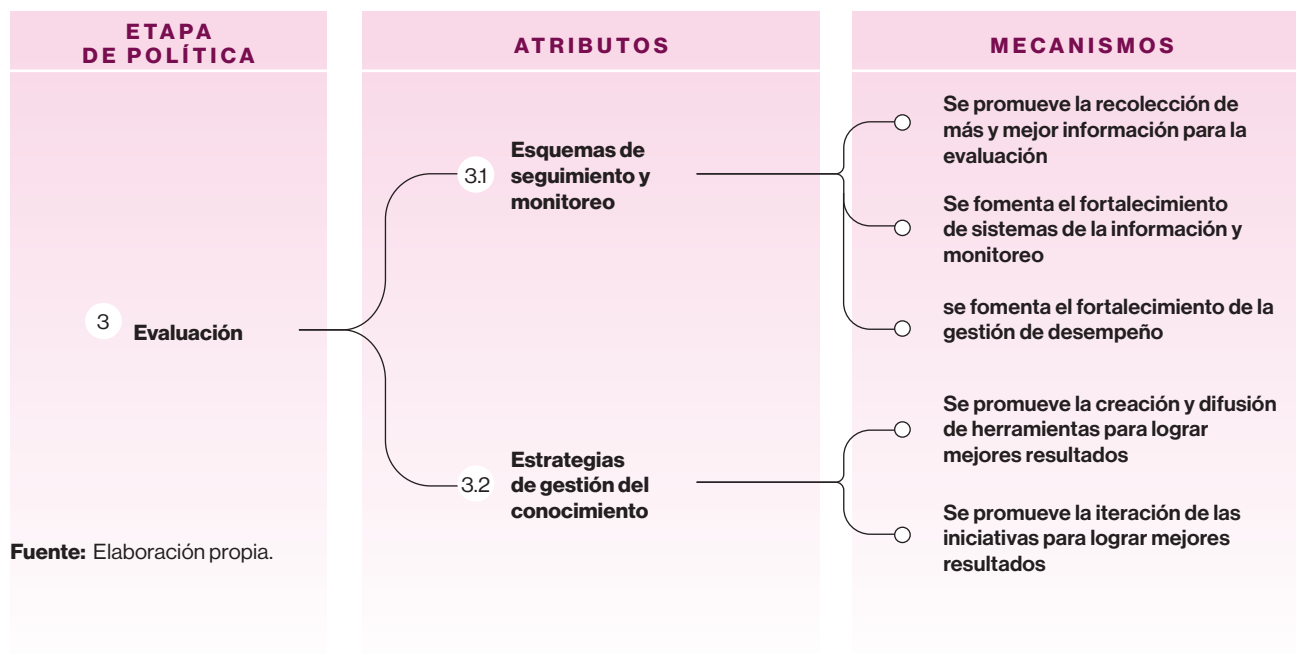 ETAPA
DE POLÍTICA
ATRIBUTOS
MECANISMOS
3
Evaluación
3.1
Esquemas de
seguimiento y
monitoreo
Se promueve la recolección de
más y mejor información para la
evaluación
Se fomenta el fortalecimiento
de sistemas de la información y
monitoreo
se fomenta el fortalecimiento de la
gestión de desempeño
3.2
Estrategias
de gestión del
conocimiento
Se promueve la creación y difusión
de herramientas para lograr
mejores resultados
Se promueve la iteración de las
iniciativas para lograr mejores
resultados
Fuente: Elaboración propia.